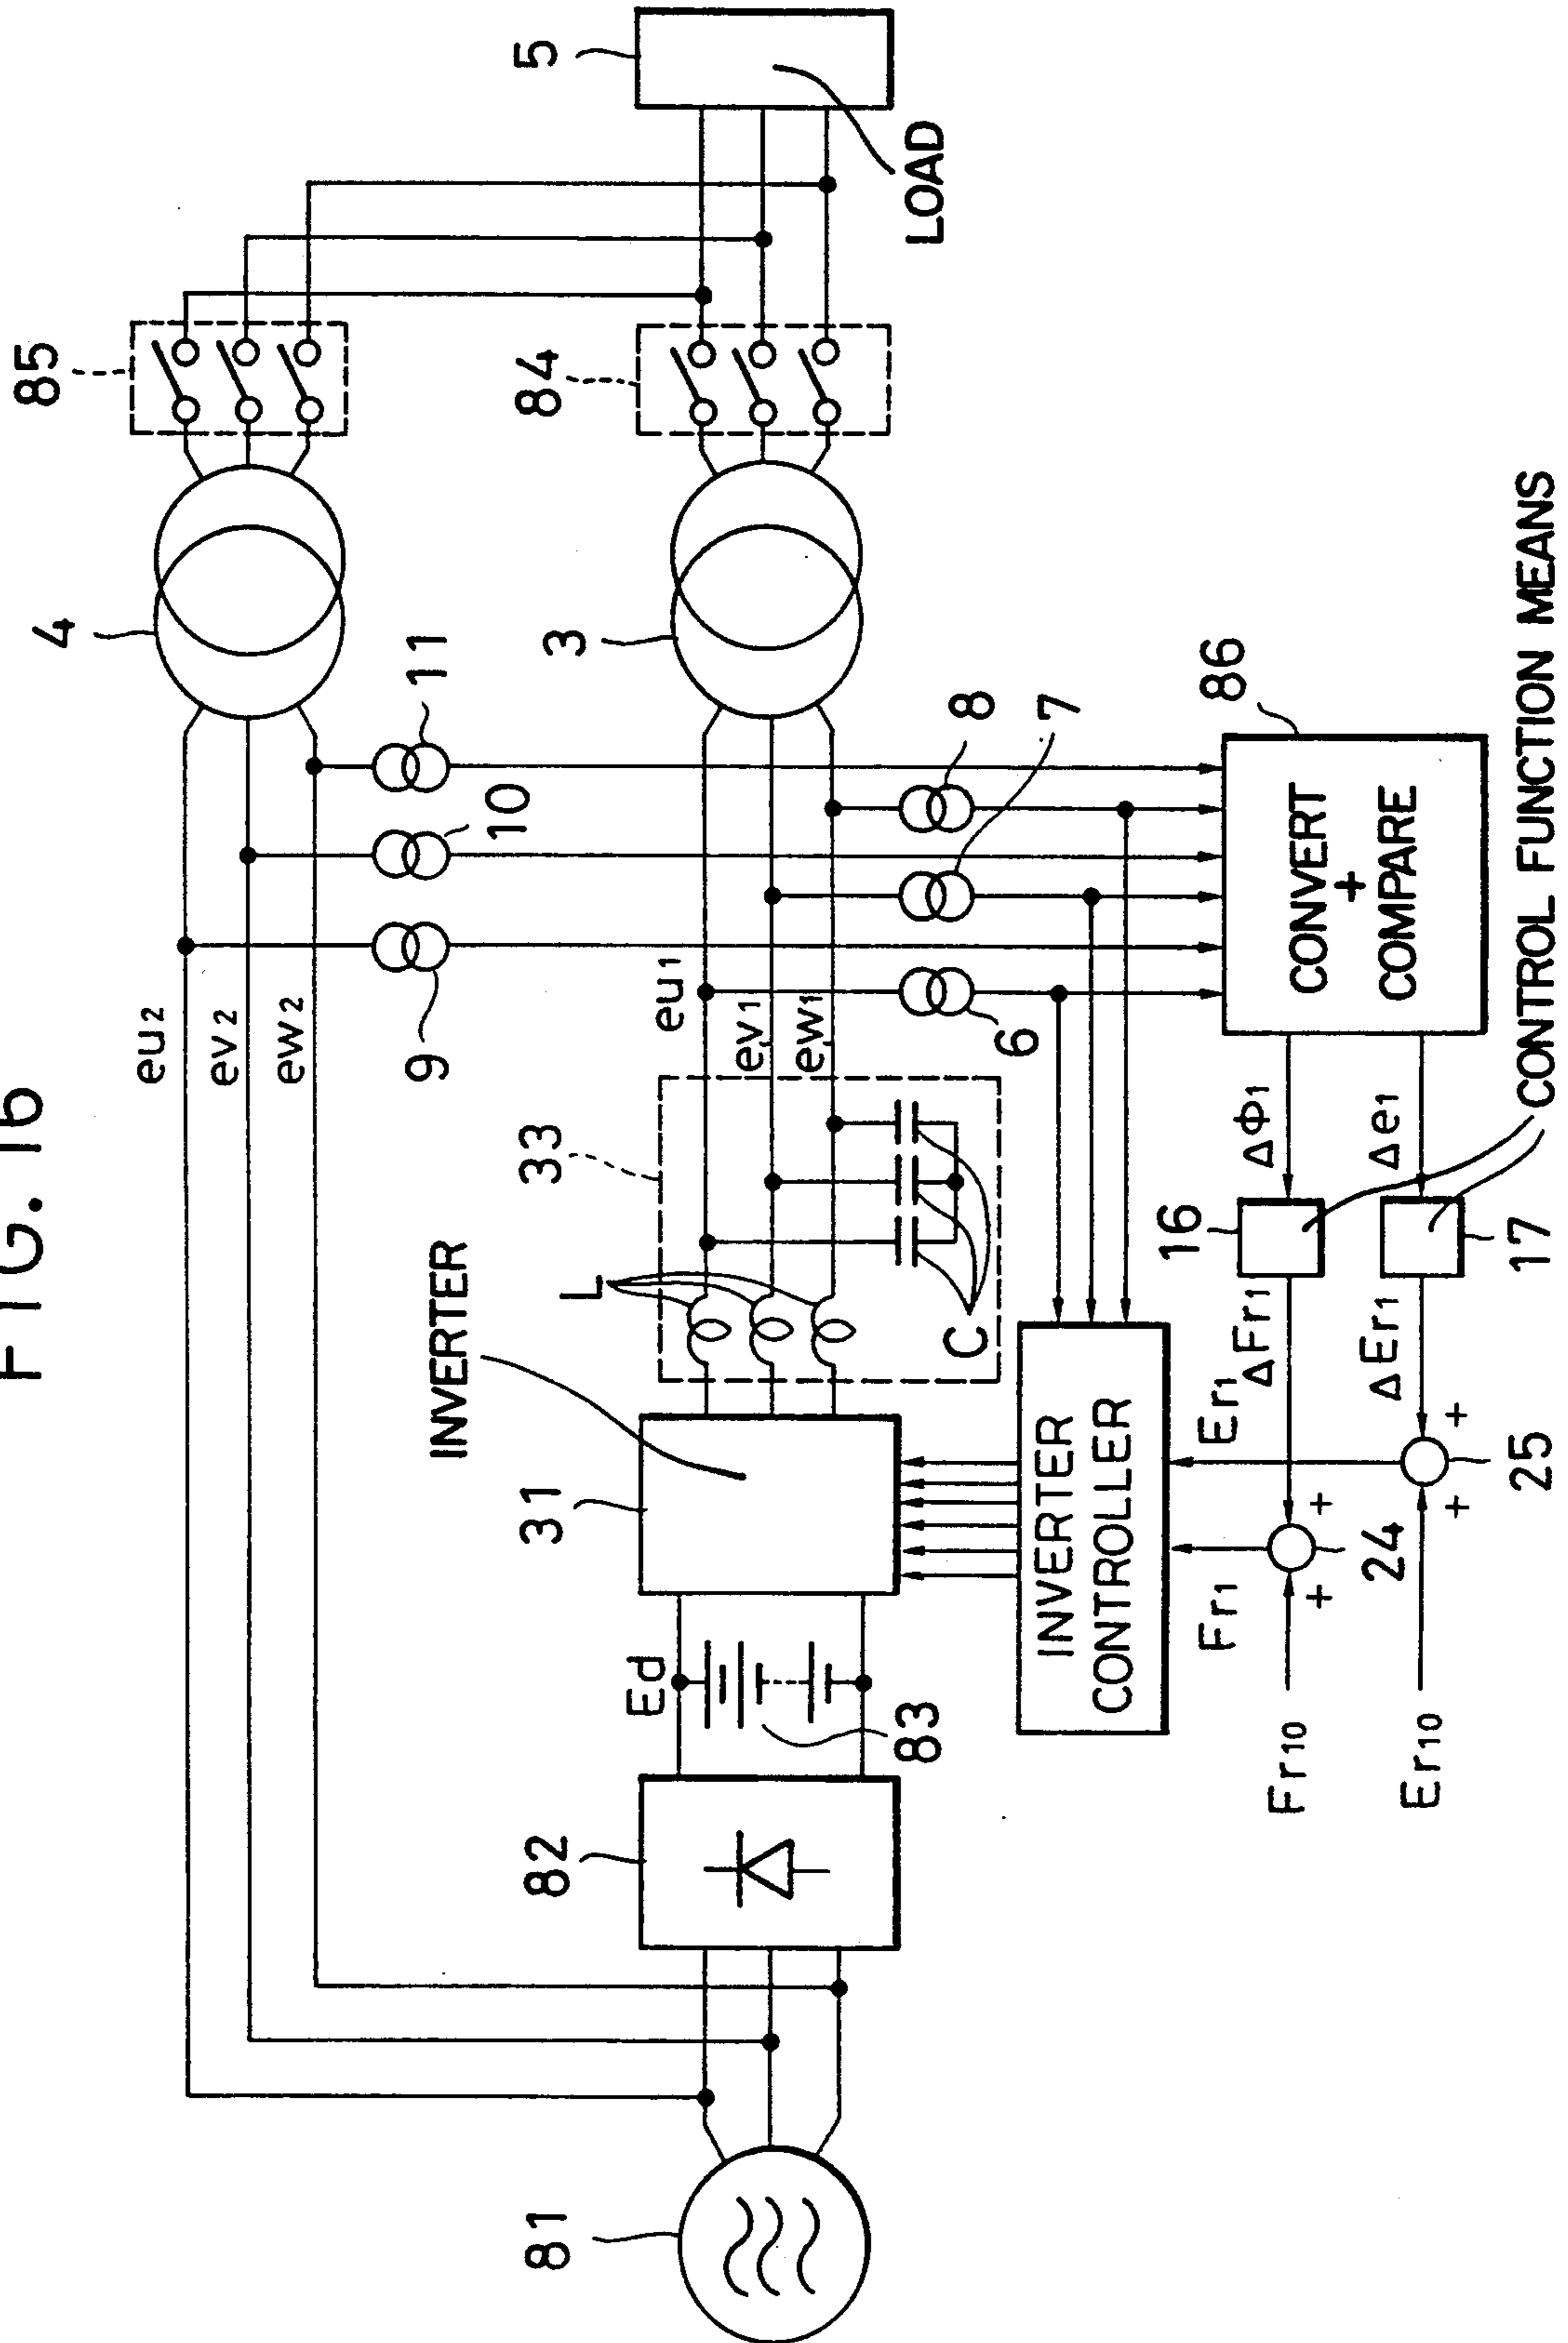 FIG. 1b
85
4
eu2
ev2
ew2
11
10
9
5
LOAD
84
3
eu1
ev1
ew1
8
7
6
33
L
C
INVERTER
31
Ed
83
82
81
86
CONVERT
+
COMPARE
INVERTER
CONTROLLER
Δφ1
Δe1
16
17
CONTROL FUNCTION MEANS
ΔFr1
ΔEr1
Er1
Fr1
+
+
24
+
+
25
Fr10
Er10